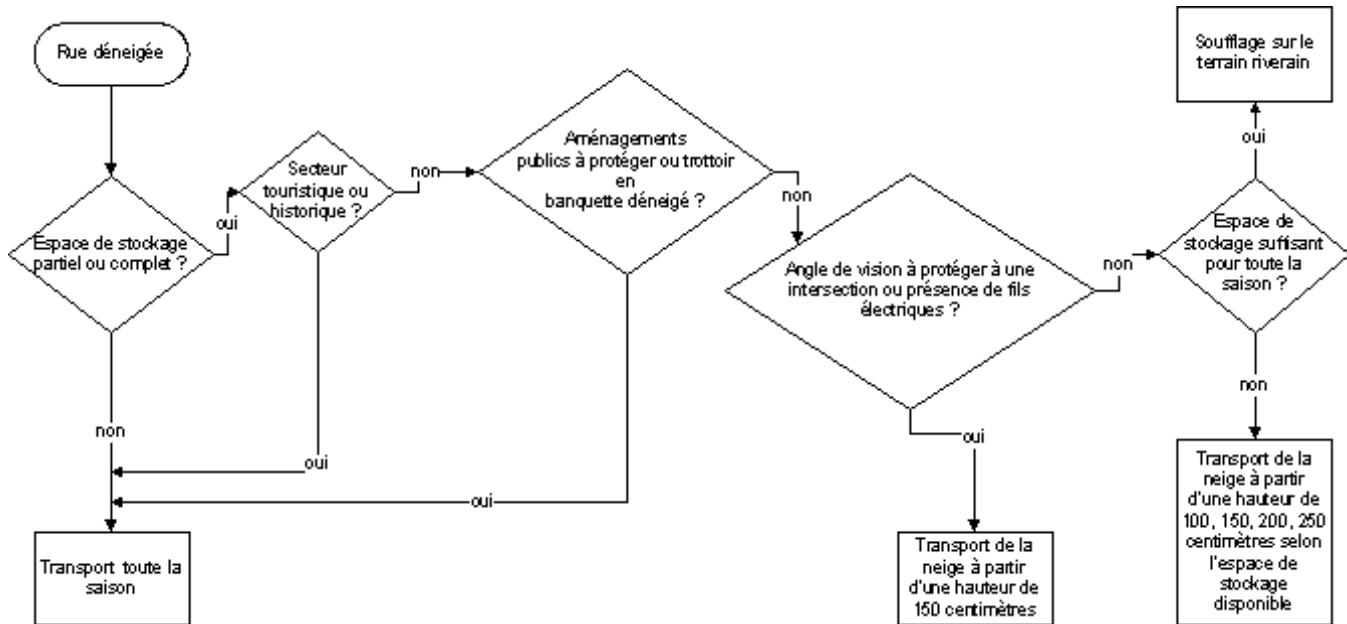 Rue déneigée
Espace de stockage
partiel ou complet ?
oui
non
Secteur
touristique ou
historique ?
non
oui
Aménagements
publics à protéger ou trottoir
en
banquette déneigé ?
non
oui
Angle de vision à protéger à une
intersection ou présence de fils
électriques ?
non
oui
Espace de
stockage suffisant
pour toute la
saison ?
oui
non
Soufflage sur le
terrain riverain
Transport toute la
saison
Transport de la
neige à partir
d'une hauteur de
150 centimètres
Transport de la
neige à partir
d'une hauteur de
100, 150, 200, 250
centimètres selon
l'espace de
stockage
disponible